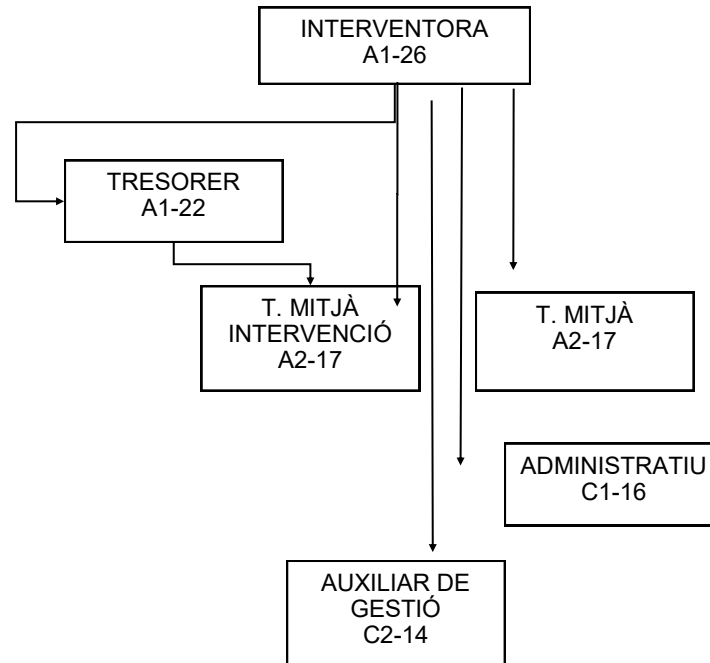 INTERVENTORA
A1-26
TRESORER
A1-22
T. MITJÀ
INTERVENCIÓ
A2-17
T. MITJÀ
A2-17
ADMINISTRATIU
C1-16
AUXILIAR DE
GESTIÓ
C2-14